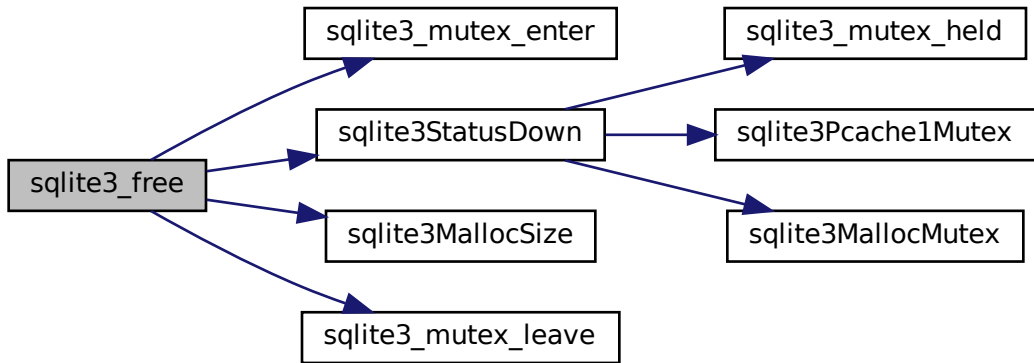 sqlite3_free
sqlite3_mutex_enter
sqlite3StatusDown
sqlite3MallocSize
sqlite3_mutex_leave
sqlite3_mutex_held
sqlite3Pcache1Mutex
sqlite3MallocMutex